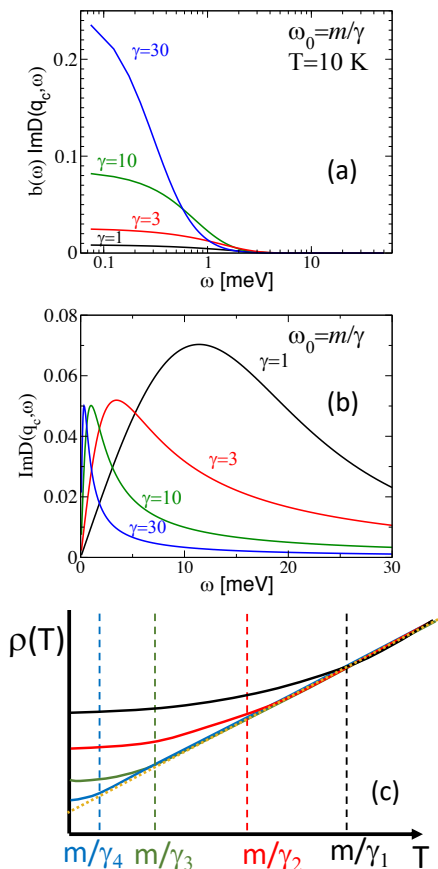 b(ω) ImD(q_c,ω)
0.2
0.1
0
γ=30
γ=10
γ=3
γ=1
ω_0=m/γ
T=10 K
(a)
0.1 1 10
ω [meV]
ImD(q_c,ω)
0.08
0.06
0.04
0.02
0
ω_0=m/γ
γ=1
(b)
γ=3
γ=10
γ=30
0 10 20 30
ω [meV]
ρ(T)
(c)
m/γ_4 m/γ_3 m/γ_2 m/γ_1 T